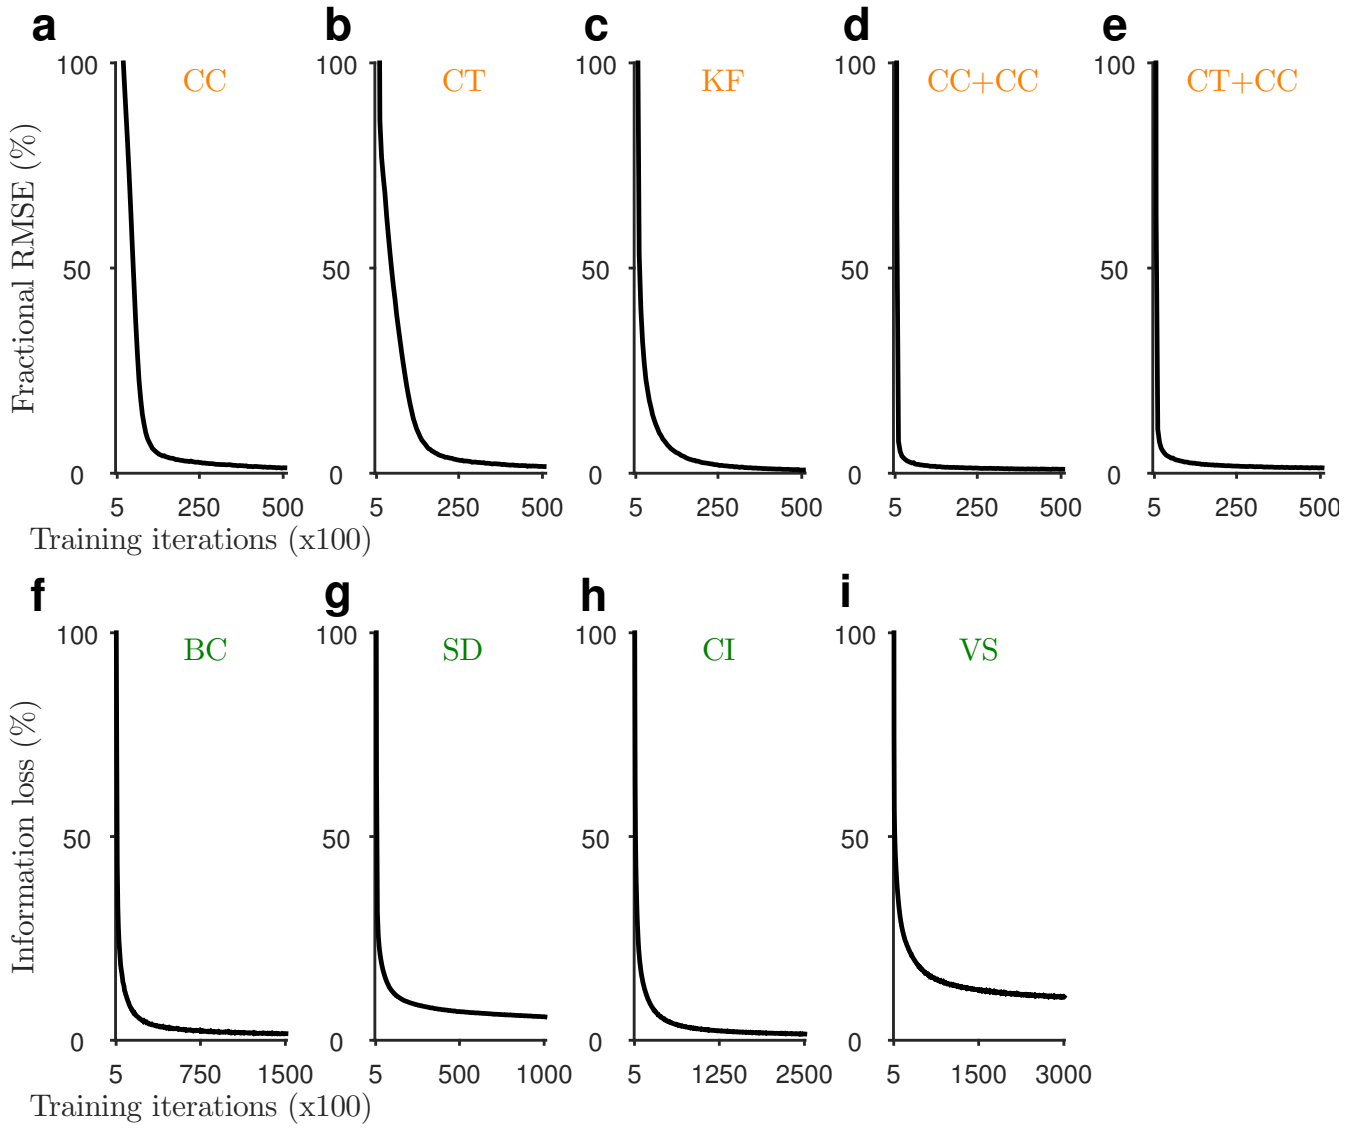 a b c d e
CC CT KF CC+CC CT+CC
100 100 100 100 100
50 50 50 50 50
0 0 0 0 0
5 250 500 5 250 500 5 250 500 5 250 500 5 250 500
Fractional RMSE (%)
Training iterations (x100)
f g h i
BC SD CI VS
100 100 100 100
50 50 50 50
0 0 0 0
5 750 1500 5 500 1000 5 1250 2500 5 1500 3000
Information loss (%)
Training iterations (x100)